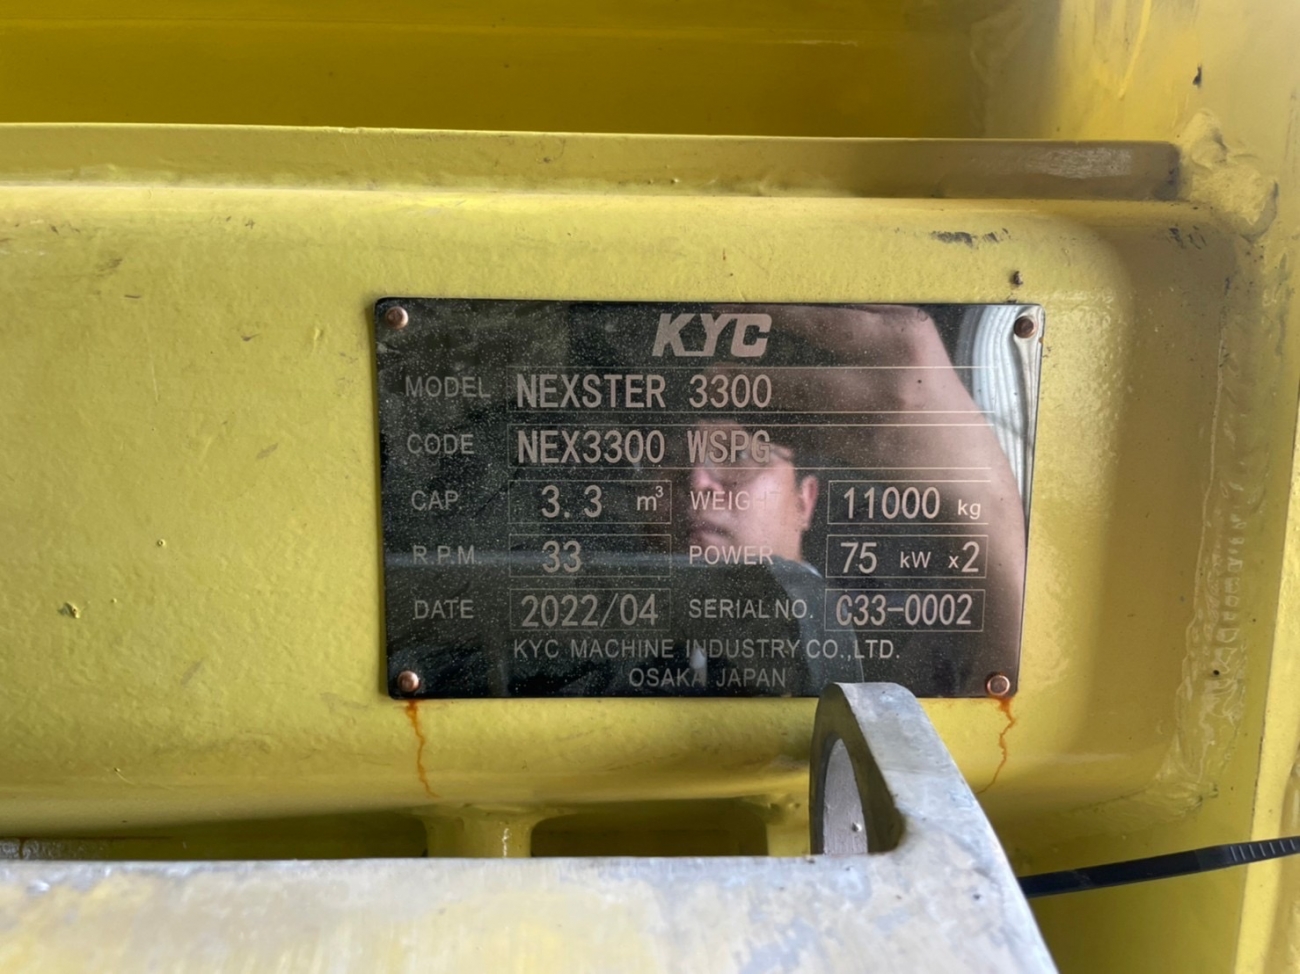 KYC
MODEL NEXSTER 3300
CODE NEX3300 WSPG
CAP. 3.3 m³ WEIGHT 11000 kg
R.P.M. 33 POWER 75 kW x2
DATE 2022/04 SERIAL NO. C33-0002
KYC MACHINE INDUSTRY CO.,LTD.
OSAKA JAPAN